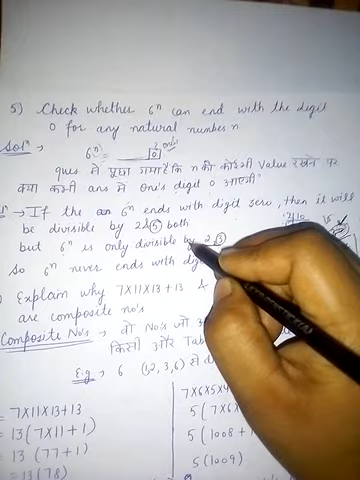 5) Check whether 6ⁿ can end with the digit
0 for any natural number n
Solⁿ.
6ⁿ = 0 one's
ques में पूछा गया है कि n की कोई भी value रखने पर
क्या कभी ans में one's digit 0 आएगी
→ If the 6ⁿ ends with digit zero, then it will
be divisible by 2 & 5 both
but 6ⁿ is only divisible by 2, 3
So 6ⁿ never ends with
Explain why 7×11×13+13 &
are composite no's
Composite No's → वो No's जो
किसी और
E.g → 6 (1,2,3,6) से
= 7×11×13+13
= 13(7×11+1)
= 13 (77+1)
= 13(78)
7×6×5×4
5(7×6×
5(1008+1
5(1009)